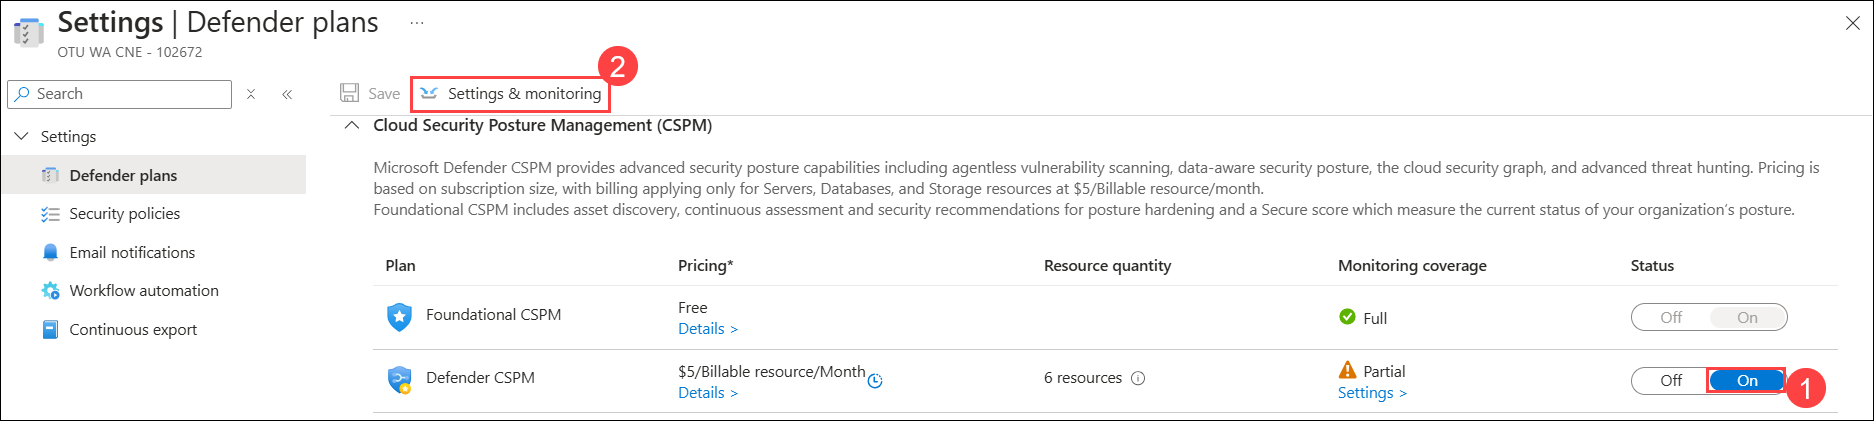 Settings | Defender plans ...
OTU WA CNE - 102672
2
Search
Save
Settings & monitoring
Settings
Defender plans
Security policies
Email notifications
Workflow automation
Continuous export
Cloud Security Posture Management (CSPM)
Microsoft Defender CSPM provides advanced security posture capabilities including agentless vulnerability scanning, data-aware security posture, the cloud security graph, and advanced threat hunting. Pricing is
based on subscription size, with billing applying only for Servers, Databases, and Storage resources at $5/Billable resource/month.
Foundational CSPM includes asset discovery, continuous assessment and security recommendations for posture hardening and a Secure score which measure the current status of your organization's posture.
Plan Pricing* Resource quantity Monitoring coverage Status
Foundational CSPM Free Full Off On
Details >
Defender CSPM $5/Billable resource/Month 6 resources Partial Off On 1
Details > Settings >